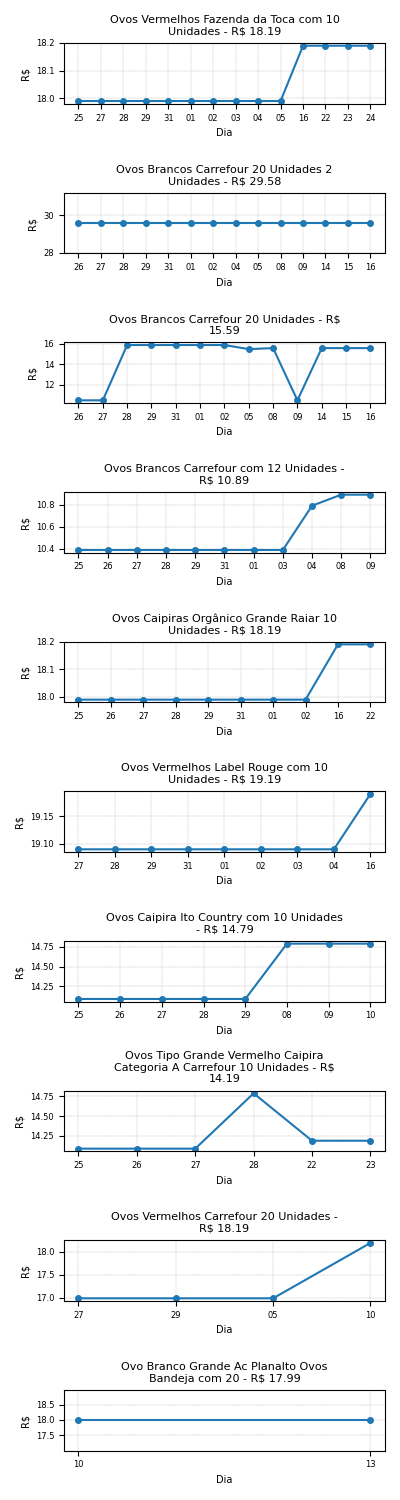 Ovos Vermelhos Fazenda da Toca com 10
Unidades - R$ 18.19
18.2
18.1
18.0
R$
25 27 28 29 31 01 02 03 04 05 16 22 23 24
Dia
Ovos Brancos Carrefour 20 Unidades 2
Unidades - R$ 29.58
30
28
R$
26 27 28 29 31 01 02 04 05 08 09 14 15 16
Dia
Ovos Brancos Carrefour 20 Unidades - R$
15.59
16
14
12
R$
26 27 28 29 31 01 02 05 08 09 14 15 16
Dia
Ovos Brancos Carrefour com 12 Unidades -
R$ 10.89
10.8
10.6
10.4
R$
25 26 27 28 29 31 01 03 04 08 09
Dia
Ovos Caipiras Orgânico Grande Raiar 10
Unidades - R$ 18.19
18.2
18.1
18.0
R$
25 26 27 28 29 31 01 02 16 22
Dia
Ovos Vermelhos Label Rouge com 10
Unidades - R$ 19.19
19.15
19.10
R$
27 28 29 31 01 02 03 04 16
Dia
Ovos Caipira Ito Country com 10 Unidades
- R$ 14.79
14.75
14.50
14.25
R$
25 26 27 28 29 08 09 10
Dia
Ovos Tipo Grande Vermelho Caipira
Categoria A Carrefour 10 Unidades - R$
14.19
14.75
14.50
14.25
R$
25 26 27 28 22 23
Dia
Ovos Vermelhos Carrefour 20 Unidades -
R$ 18.19
18.0
17.5
17.0
R$
27 29 05 10
Dia
Ovo Branco Grande Ac Planalto Ovos
Bandeja com 20 - R$ 17.99
18.5
18.0
17.5
R$
10 13
Dia